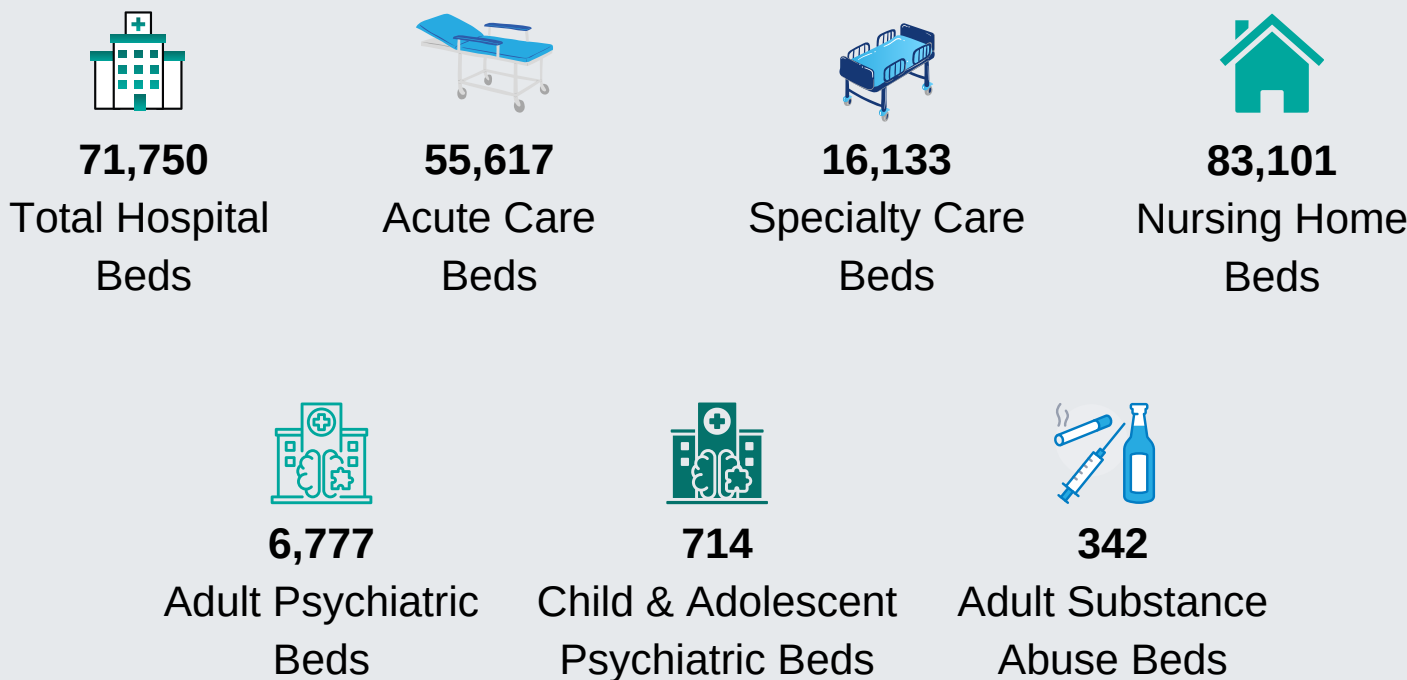 71,750
Total Hospital
Beds
55,617
Acute Care
Beds
16,133
Specialty Care
Beds
83,101
Nursing Home
Beds
6,777
Adult Psychiatric
Beds
714
Child & Adolescent
Psychiatric Beds
342
Adult Substance
Abuse Beds